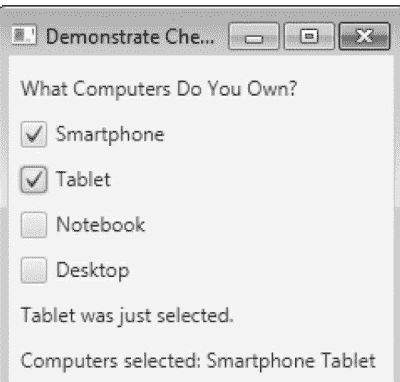 Demonstrate Che...
What Computers Do You Own?
Smartphone
Tablet
Notebook
Desktop
Tablet was just selected.
Computers selected: Smartphone Tablet